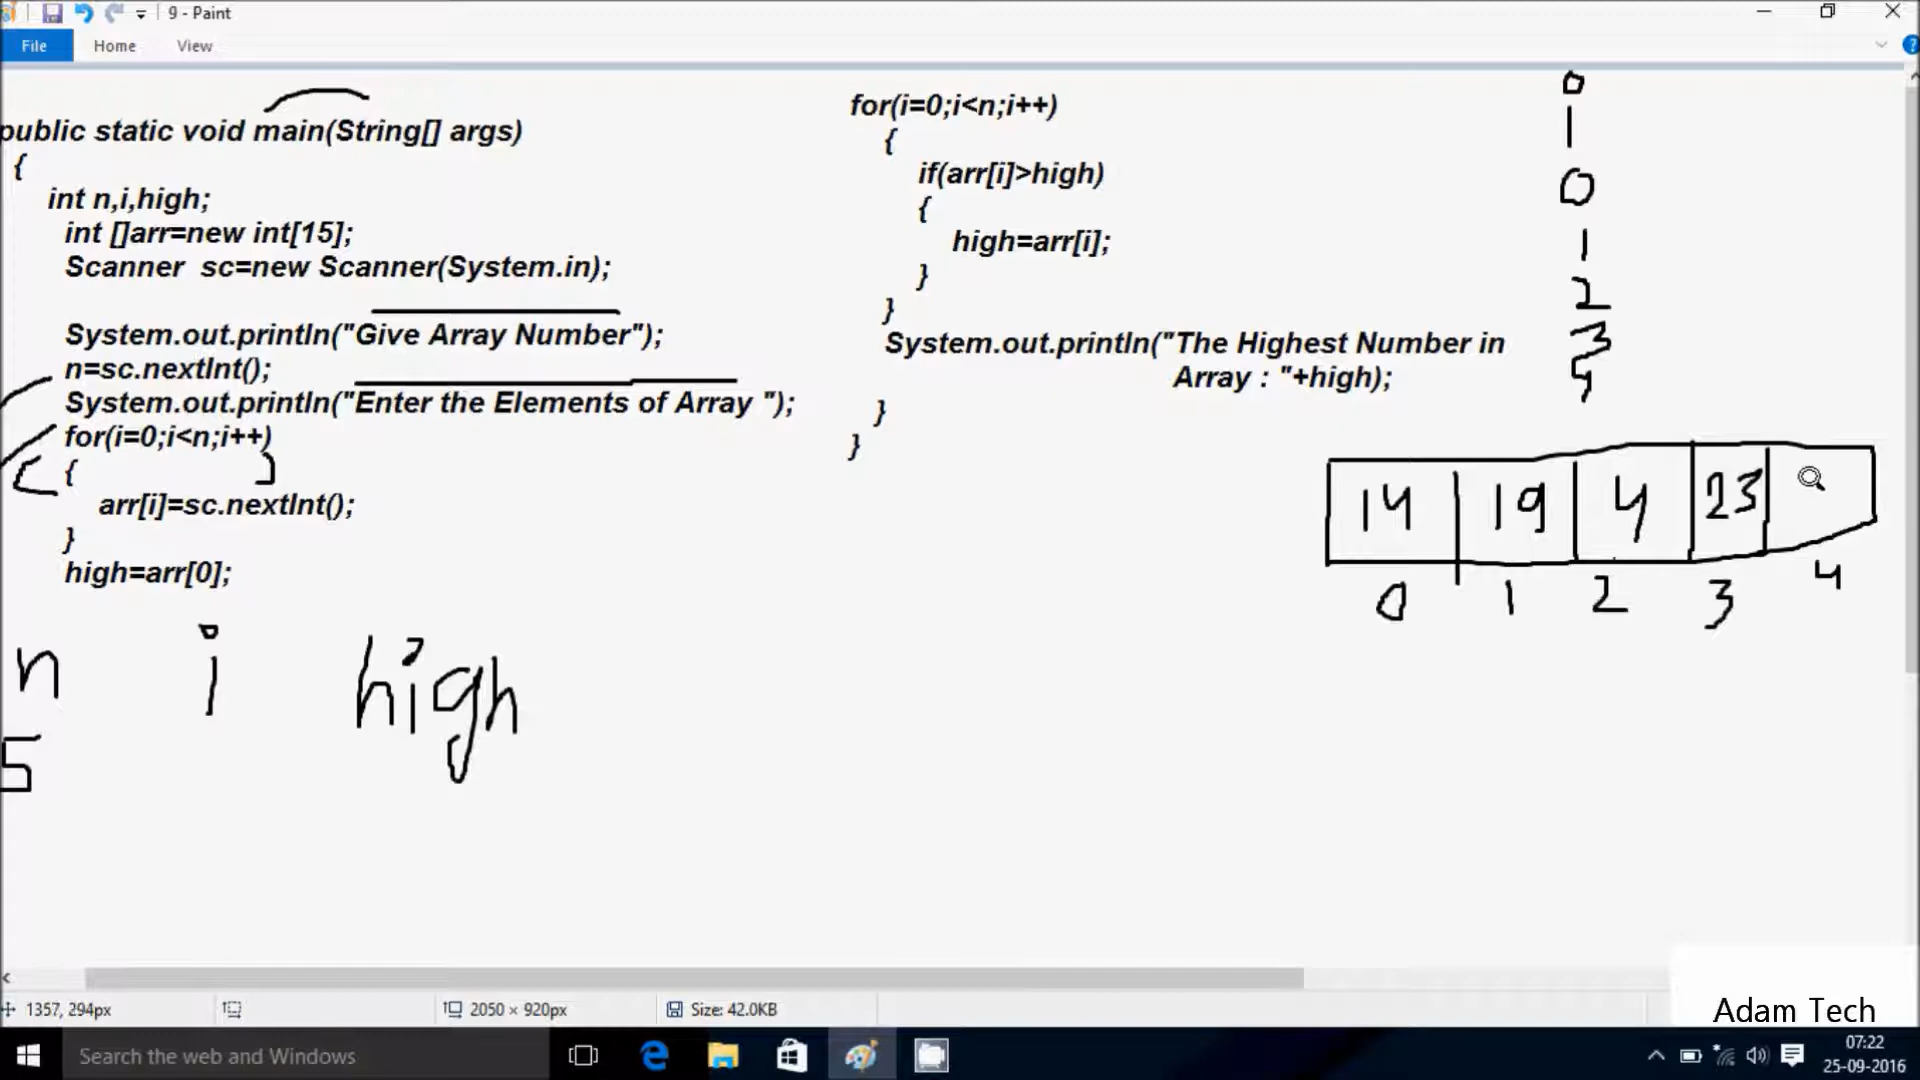 9 - Paint
File Home View
public static void main(String[] args)
{
int n,i,high;
int []arr=new int[15];
Scanner sc=new Scanner(System.in);
System.out.println("Give Array Number");
n=sc.nextInt();
System.out.println("Enter the Elements of Array ");
for(i=0;i<n;i++)
{
arr[i]=sc.nextInt();
}
high=arr[0];
n i high
5
for(i=0;i<n;i++)
{
if(arr[i]>high)
{
high=arr[i];
}
}
System.out.println("The Highest Number in
Array : "+high);
}
}
0
1
0
1
2
3
14 19 4 23
0 1 2 3 4
1357, 294px 2050 × 920px Size: 42.0KB
Adam Tech
Search the web and Windows
07:22
25-09-2016